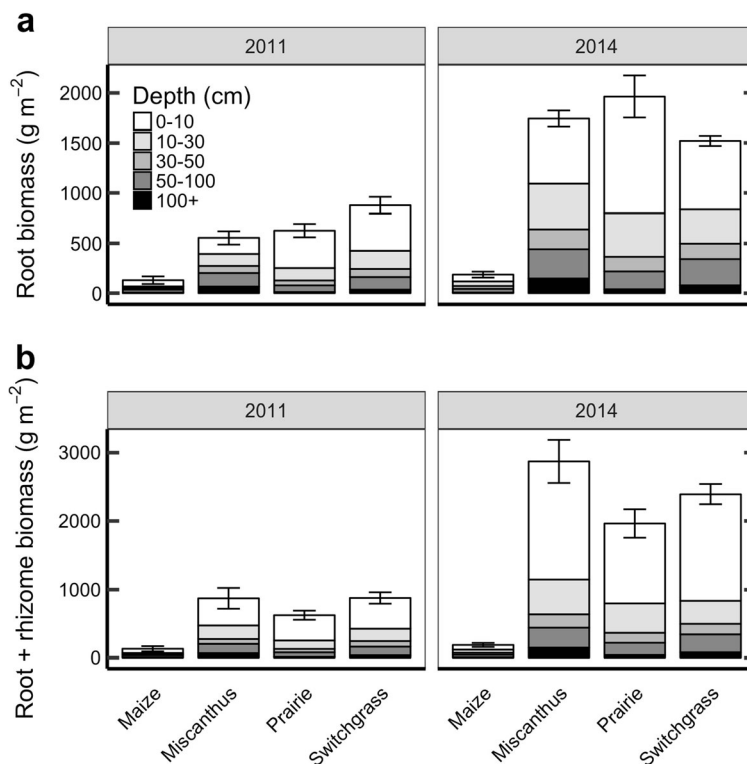 a
2011
2014
Root biomass (g m⁻²)
2000
1500
1000
500
0
Depth (cm)
0-10
10-30
30-50
50-100
100+
b
2011
2014
Root + rhizome biomass (g m⁻²)
3000
2000
1000
0
Maize
Miscanthus
Prairie
Switchgrass
Maize
Miscanthus
Prairie
Switchgrass